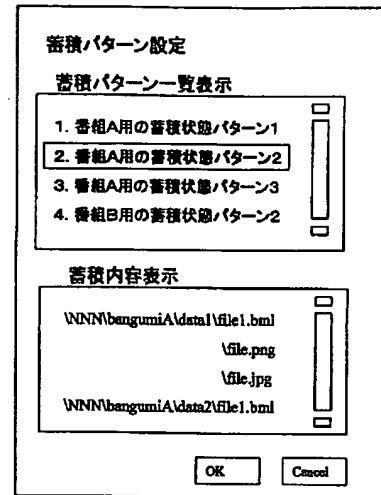 蓄積パターン設定
蓄積パターン一覧表示
1. 番組A用の蓄積状態パターン1
2. 番組A用の蓄積状態パターン2
3. 番組A用の蓄積状態パターン3
4. 番組B用の蓄積状態パターン2
蓄積内容表示
\NNN\bangumiA\data1\file1.bml
\file.png
\file.jpg
\NNN\bangumiA\data2\file1.bml
OK
Cancel